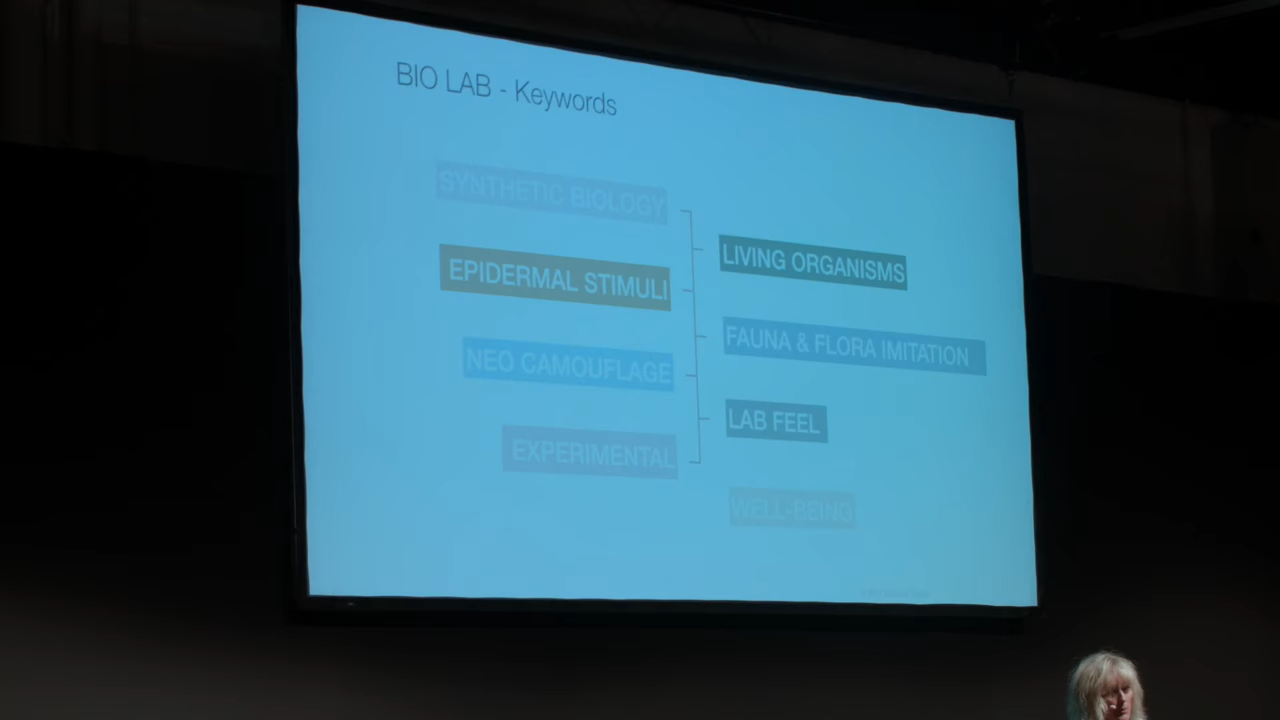 BIO LAB - Keywords
SYNTHETIC BIOLOGY
EPIDERMAL STIMULI
NEO CAMOUFLAGE
EXPERIMENTAL
LIVING ORGANISMS
FAUNA & FLORA IMITATION
LAB FEEL
WELL-BEING